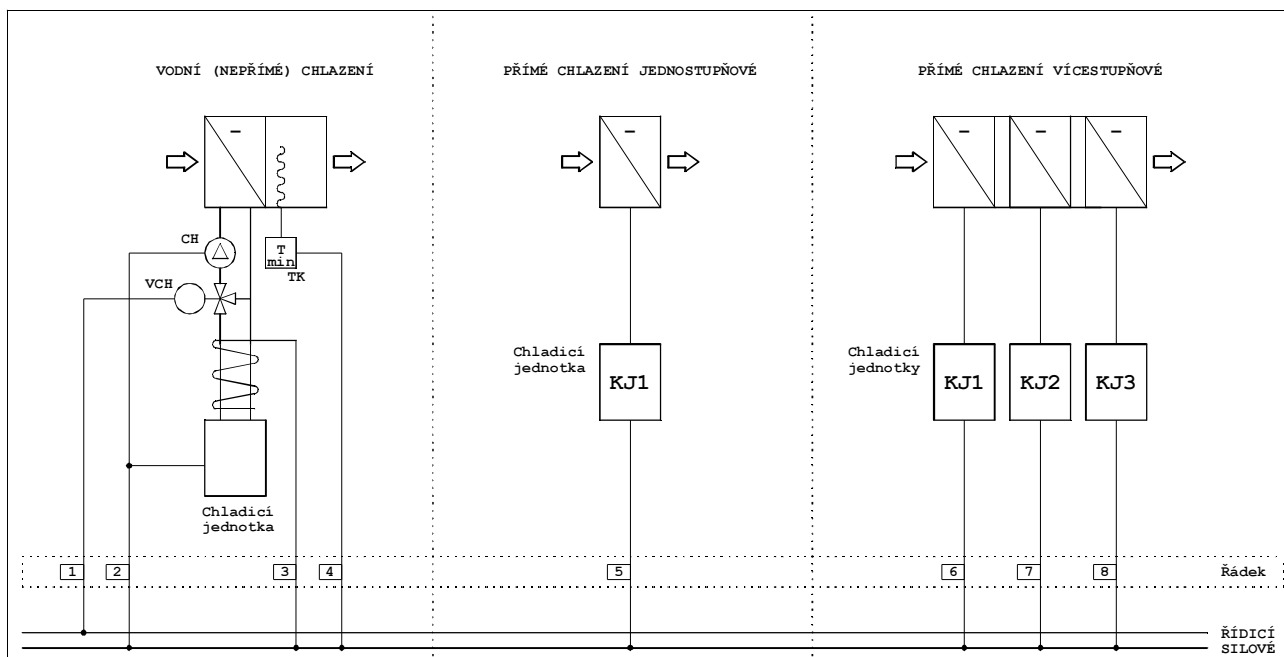 VODNÍ (NEPŘÍMÉ) CHLAZENÍ
PŘÍMÉ CHLAZENÍ JEDNOSTUPŇOVÉ
PŘÍMÉ CHLAZENÍ VÍCESTUPŇOVÉ
CH
T
min
TK
VCH
Chladicí
jednotka
Chladicí
jednotka
KJ1
Chladicí
jednotky
KJ1
KJ2
KJ3
1
2
3
4
5
6
7
8
Řádek
ŘÍDICÍ
SILOVÉ